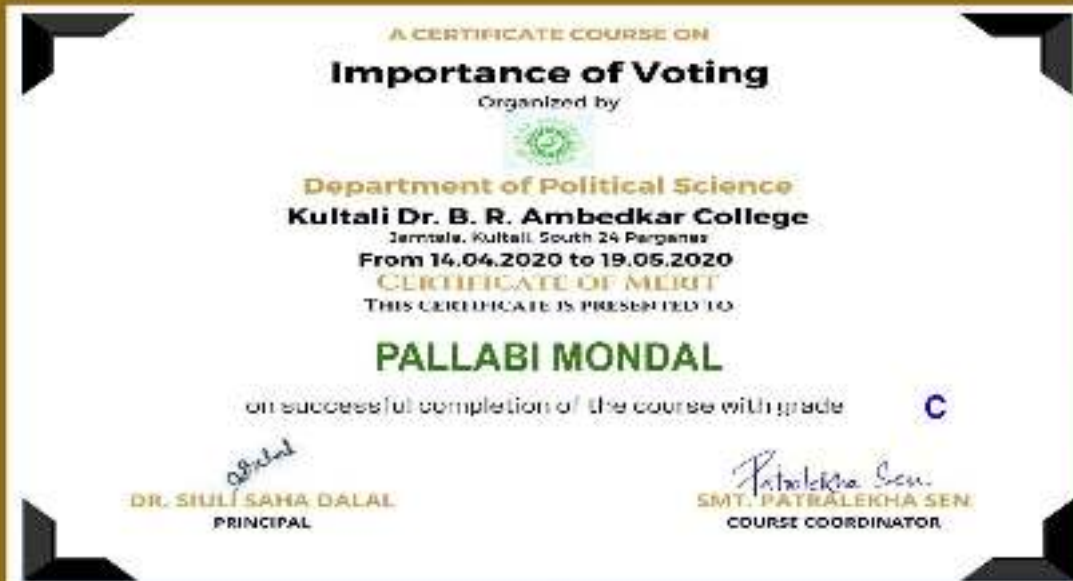 A CERTIFICATE COURSE ON
Importance of Voting
Organized by
Department of Political Science
Kultali Dr. B. R. Ambedkar College
Jamtala, Kultali, South 24 Parganas
From 14.04.2020 to 19.05.2020
CERTIFICATE OF MERIT
THIS CERTIFICATE IS PRESENTED TO
PALLABI MONDAL
on successful completion of the course with grade C
Patralekha Sen.
DR. SIULI SAHA DALAL
SMT. PATRALEKHA SEN
PRINCIPAL
COURSE COORDINATOR